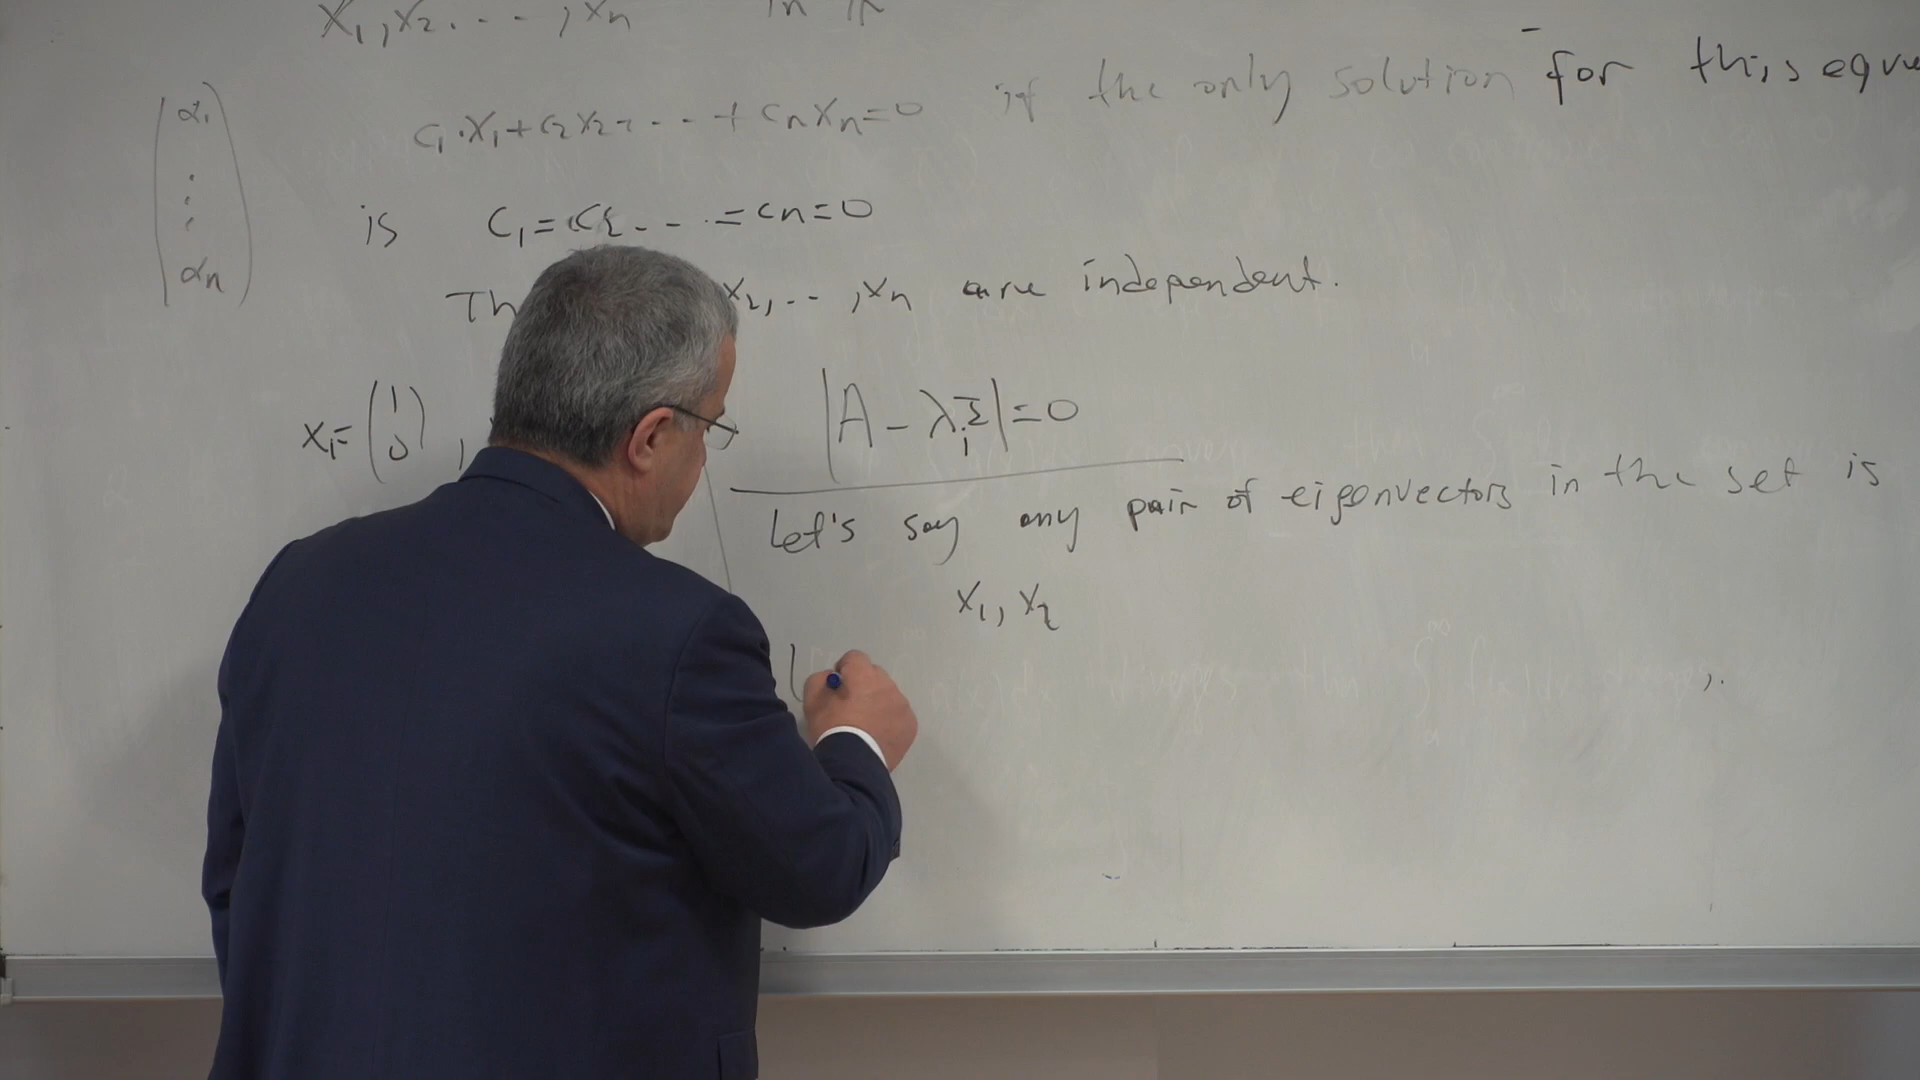 x₁, x₂, ..., xₙ in
c₁·x₁ + c₂x₂ + ... + cₙxₙ = 0 if the only solution for this
α₁
⋮
αₙ
is c₁ = c₂ ... = cₙ = 0
x₂, ..., xₙ are independent.
x₁ = (1 0),
|A - λI| = 0
Let's say any pair of eigenvectors in the set is
x₁, x₂